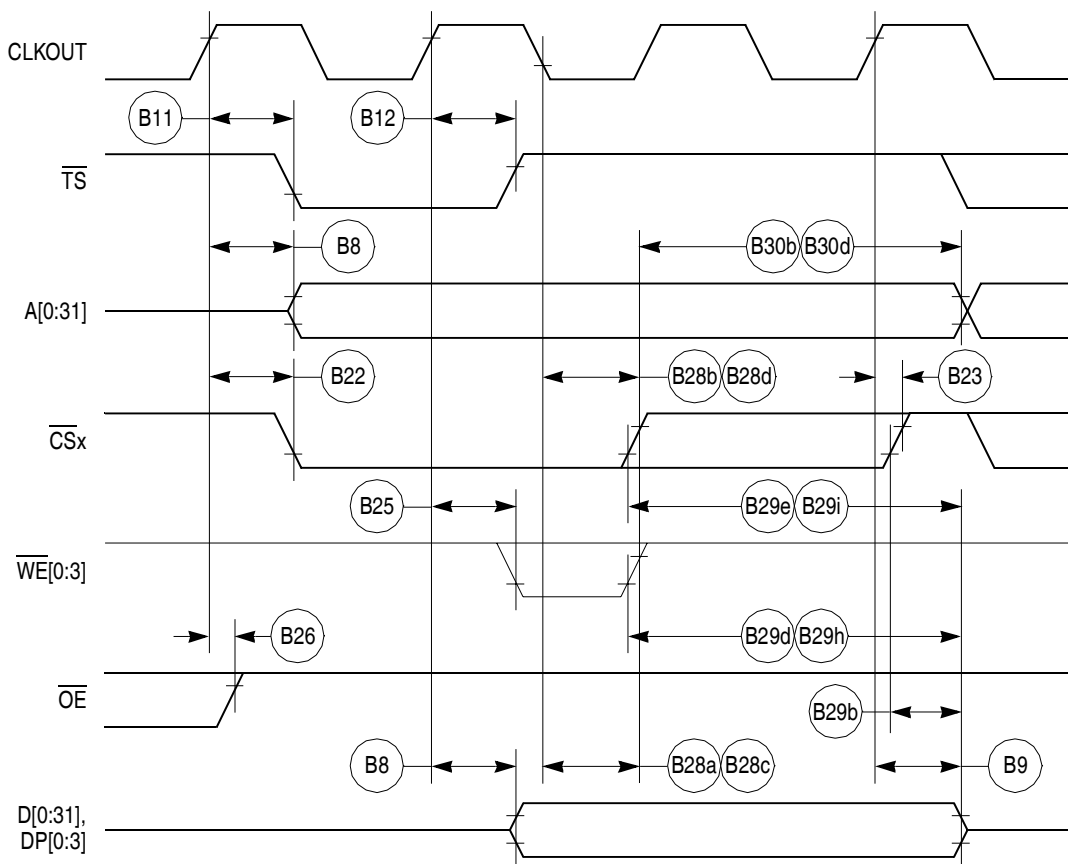 CLKOUT
B11
B12
TS
B8
B30b B30d
A[0:31]
B22
B28b B28d
B23
CSx
B25
B29e B29i
WE[0:3]
B26
B29d B29h
OE
B29b
B8
B28a B28c
B9
D[0:31],
DP[0:3]